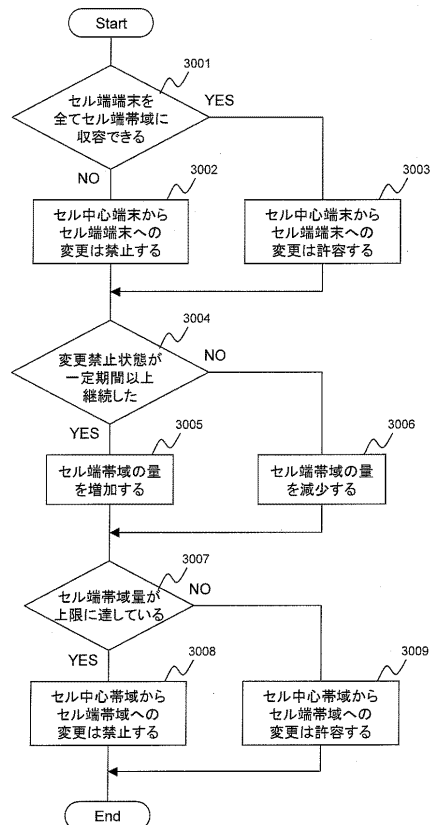 Start
3001
セル端端末を
全てセル端帯域に
収容できる
YES
NO
3002
セル中心端末から
セル端端末への
変更は禁止する
3003
セル中心端末から
セル端端末への
変更は許容する
3004
変更禁止状態が
一定期間以上
継続した
NO
YES
3005
セル端帯域の量
を増加する
3006
セル端帯域の量
を減少する
3007
セル端帯域量が
上限に達している
NO
YES
3008
セル中心帯域から
セル端帯域への
変更は禁止する
3009
セル中心帯域から
セル端帯域への
変更は許容する
End